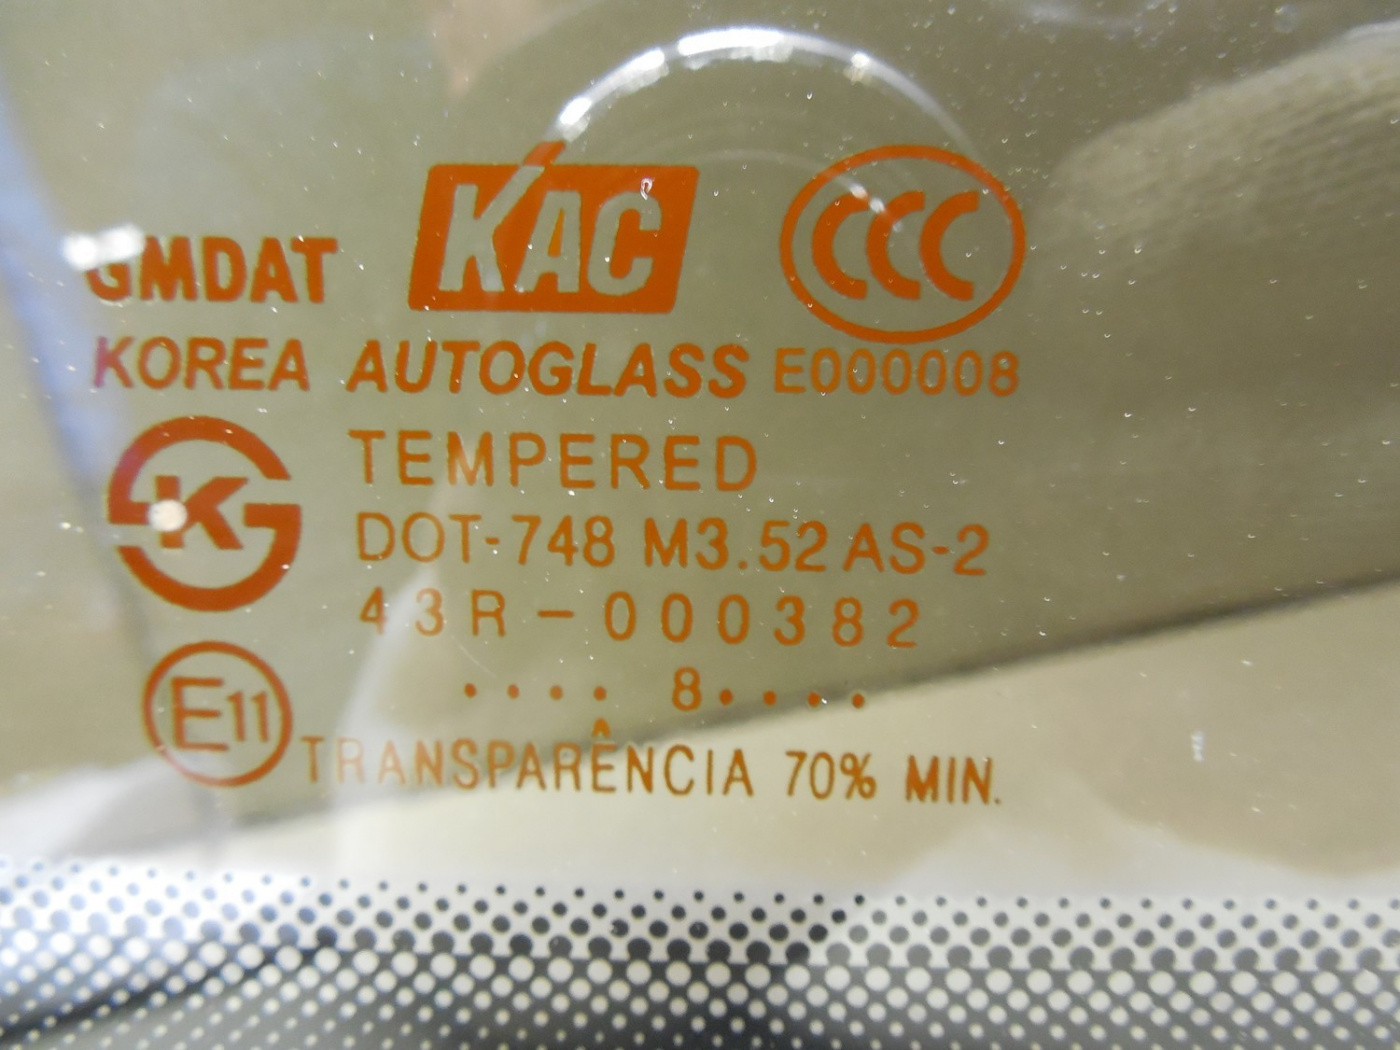 GMDAT KAC CCC
KOREA AUTOGLASS E000008
K TEMPERED
DOT-748 M3.52 AS-2
43R-000382
.... 8....
E11
TRANSPARÊNCIA 70% MIN.